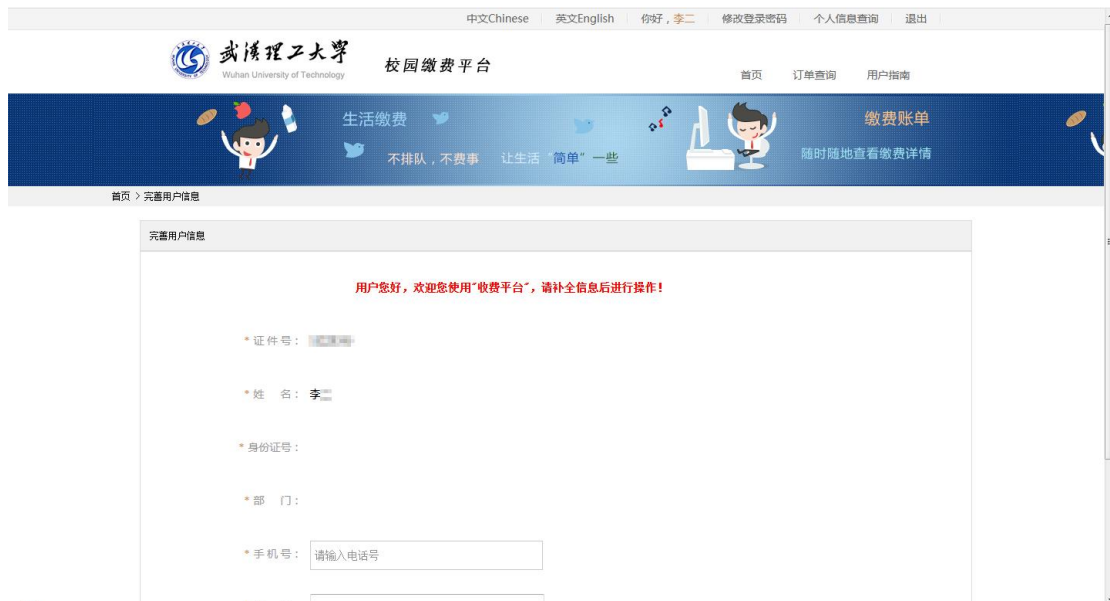 中文Chinese 英文English 你好，李二 修改登录密码 个人信息查询 退出
武汉理工大学
Wuhan University of Technology
校园缴费平台
首页 订单查询 用户指南
生活缴费
不排队，不费事 让生活“简单”一些
缴费账单
随时随地查看缴费详情
首页 > 完善用户信息
完善用户信息
用户您好，欢迎您使用"收费平台"，请补全信息后进行操作！
* 证件号：
* 姓 名： 李
* 身份证号：
* 部 门：
* 手机号： 请输入电话号